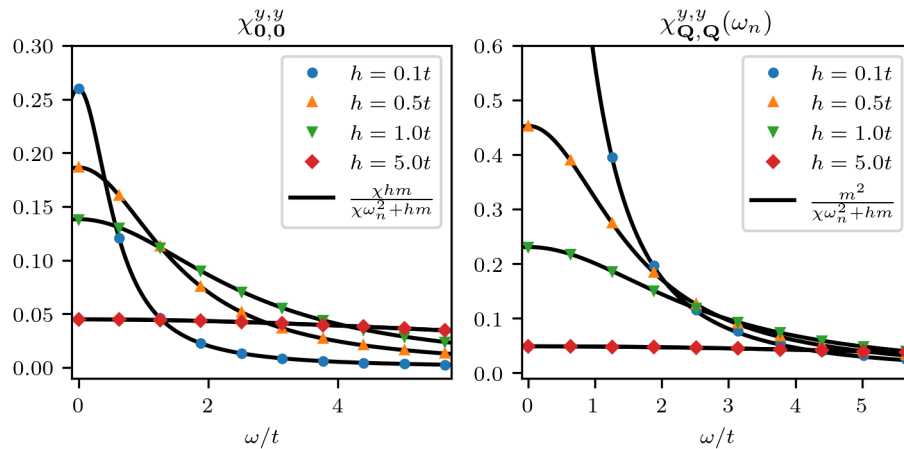 χ^{y,y}_{0,0}
0.30
0.25
0.20
0.15
0.10
0.05
0.00
h = 0.1t
h = 0.5t
h = 1.0t
h = 5.0t
χhm / χω_n^2+hm
0
2
4
ω/t
χ^{y,y}_{Q,Q}(ω_n)
0.6
0.5
0.4
0.3
0.2
0.1
0.0
h = 0.1t
h = 0.5t
h = 1.0t
h = 5.0t
m^2 / χω_n^2+hm
0
1
2
3
4
5
ω/t